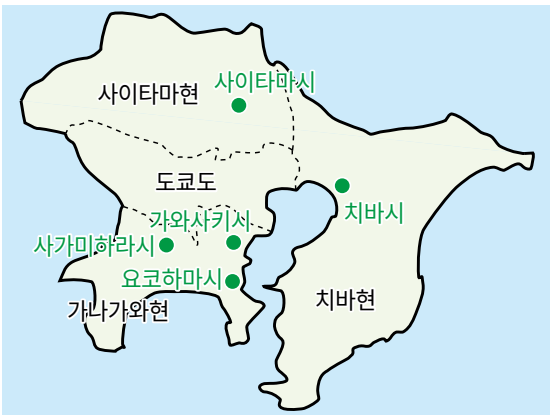 사이타마시
사이타마현
도쿄도
치바시
가와사키시
사가미하라시
요코하마시
가나가와현
치바현